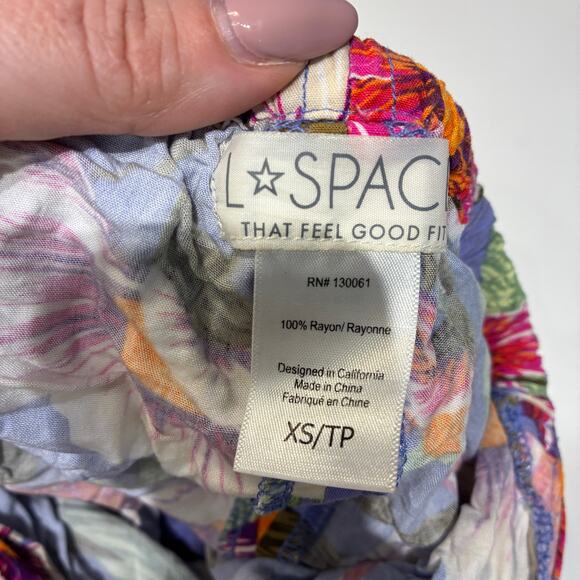 L☆SPAC
THAT FEEL GOOD FIT
RN# 130061
100% Rayon/ Rayonne
Designed in California
Made in China
Fabriqué en Chine
XS/TP